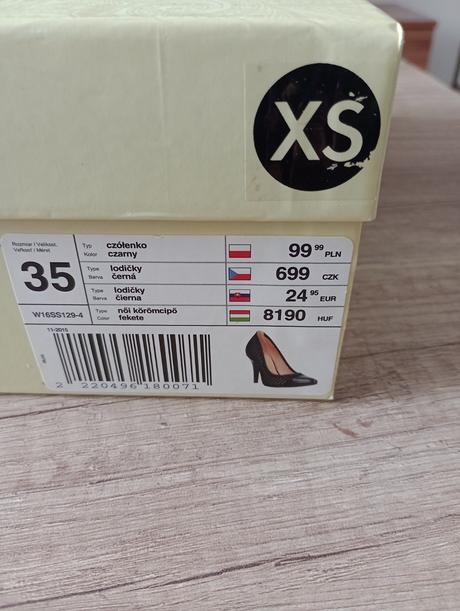 XS
Rozmiar / Velikost.
Veľkosť / Méret
35
Typ czółenko
Kolor czarny
99 99 PLN
Type lodičky
Barva černá
699 CZK
Type lodičky
Barva čierna
24 95 EUR
W16SS129-4
Type női körömcipő
Color fekete
8190 HUF
11-2015
2 220496 180071